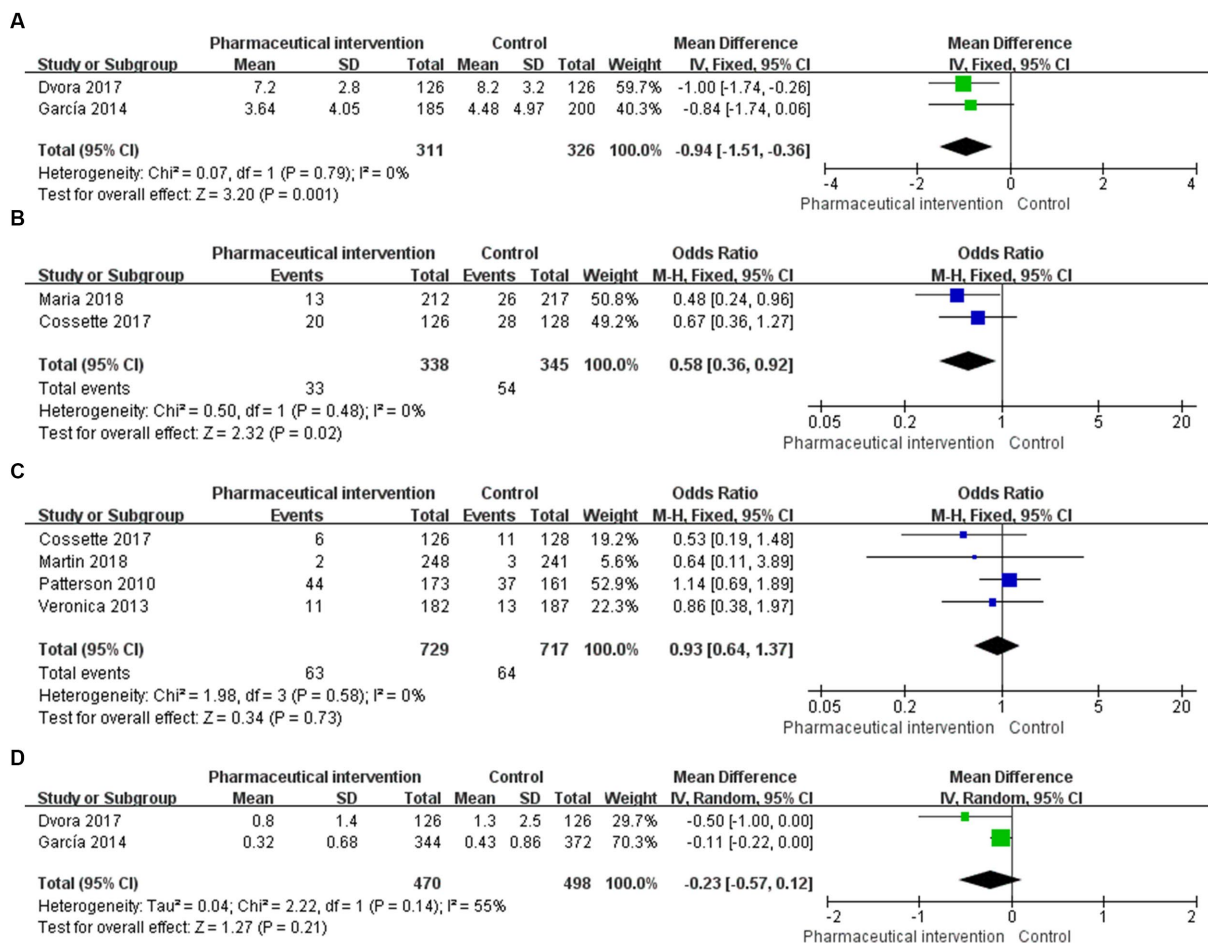 A
Pharmaceutical intervention Control Mean Difference Mean Difference
Study or Subgroup Mean SD Total Mean SD Total Weight IV, Fixed, 95% CI IV, Fixed, 95% CI
Dvora 2017 7.2 2.8 126 8.2 3.2 126 59.7% -1.00 [-1.74, -0.26]
García 2014 3.64 4.05 185 4.48 4.97 200 40.3% -0.84 [-1.74, 0.06]
Total (95% CI) 311 326 100.0% -0.94 [-1.51, -0.36]
Heterogeneity: Chi² = 0.07, df = 1 (P = 0.79); I² = 0%
Test for overall effect: Z = 3.20 (P = 0.001)
-4 -2 0 2 4
Pharmaceutical intervention Control
B
Pharmaceutical intervention Control Odds Ratio Odds Ratio
Study or Subgroup Events Total Events Total Weight M-H, Fixed, 95% CI M-H, Fixed, 95% CI
Maria 2018 13 212 26 217 50.8% 0.48 [0.24, 0.96]
Cossette 2017 20 126 28 128 49.2% 0.67 [0.36, 1.27]
Total (95% CI) 338 345 100.0% 0.58 [0.36, 0.92]
Total events 33 54
Heterogeneity: Chi² = 0.50, df = 1 (P = 0.48); I² = 0%
Test for overall effect: Z = 2.32 (P = 0.02)
0.05 0.2 1 5 20
Pharmaceutical intervention Control
C
Pharmaceutical intervention Control Odds Ratio Odds Ratio
Study or Subgroup Events Total Events Total Weight M-H, Fixed, 95% CI M-H, Fixed, 95% CI
Cossette 2017 6 126 11 128 19.2% 0.53 [0.19, 1.48]
Martin 2018 2 248 3 241 5.6% 0.64 [0.11, 3.89]
Patterson 2010 44 173 37 161 52.9% 1.14 [0.69, 1.89]
Veronica 2013 11 182 13 187 22.3% 0.86 [0.38, 1.97]
Total (95% CI) 729 717 100.0% 0.93 [0.64, 1.37]
Total events 63 64
Heterogeneity: Chi² = 1.98, df = 3 (P = 0.58); I² = 0%
Test for overall effect: Z = 0.34 (P = 0.73)
0.05 0.2 1 5 20
Pharmaceutical intervention Control
D
Pharmaceutical intervention Control Mean Difference Mean Difference
Study or Subgroup Mean SD Total Mean SD Total Weight IV, Random, 95% CI IV, Random, 95% CI
Dvora 2017 0.8 1.4 126 1.3 2.5 126 29.7% -0.50 [-1.00, 0.00]
García 2014 0.32 0.68 344 0.43 0.86 372 70.3% -0.11 [-0.22, 0.00]
Total (95% CI) 470 498 100.0% -0.23 [-0.57, 0.12]
Heterogeneity: Tau² = 0.04; Chi² = 2.22, df = 1 (P = 0.14); I² = 55%
Test for overall effect: Z = 1.27 (P = 0.21)
-2 -1 0 1 2
Pharmaceutical intervention Control